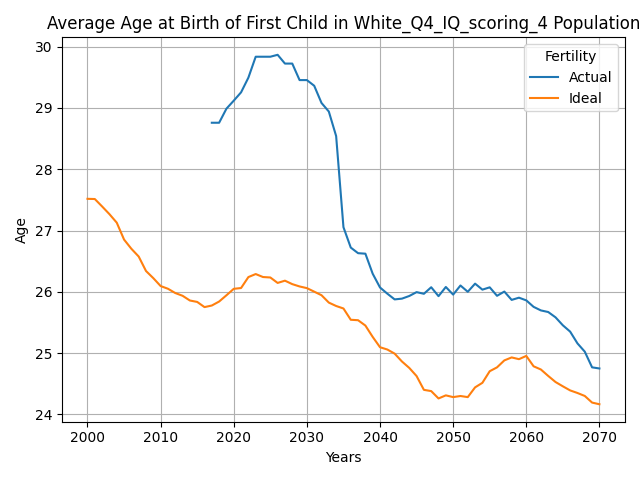 Average Age at Birth of First Child in White_Q4_IQ_scoring_4 Population
Fertility
Actual
Ideal
Age
30
29
28
27
26
25
24
2000 2010 2020 2030 2040 2050 2060 2070
Years